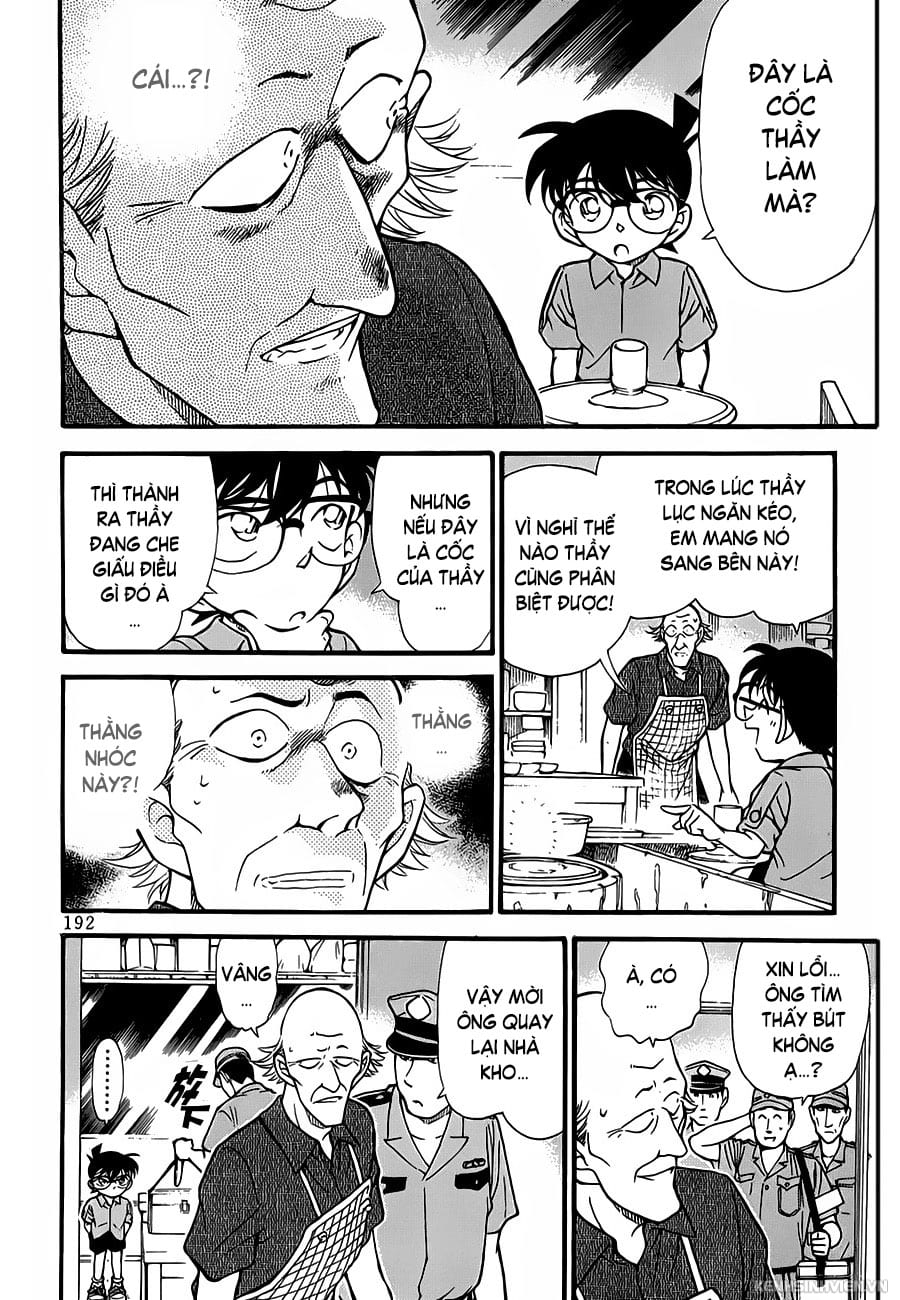 ĐÂY LÀ
CỐC
THẦY
LÀM
MÀ?
CÁI...?!
TRONG LÚC THẦY
LỤC NGĂN KÉO,
EM MANG NÓ
SANG BÊN NÀY!
VÌ NGHĨ THẾ
NÀO THẦY
CŨNG PHÂN
BIỆT ĐƯỢC!
NHƯNG
NẾU ĐÂY
LÀ CỐC
CỦA THẦY
...
THÌ THÀNH
RA THẦY
ĐANG CHE
GIẤU ĐIỀU
GÌ ĐÓ À
...
THẰNG
...
THẰNG
NHÓC
NÀY?!
192
XIN LỖI...
ÔNG TÌM
THẤY BÚT
KHÔNG
Ạ...?
À, CÓ
...
VẬY MỜI
ÔNG QUAY
LẠI NHÀ
KHO...
VÂNG
...
........
KENHSINHVIEN.VN